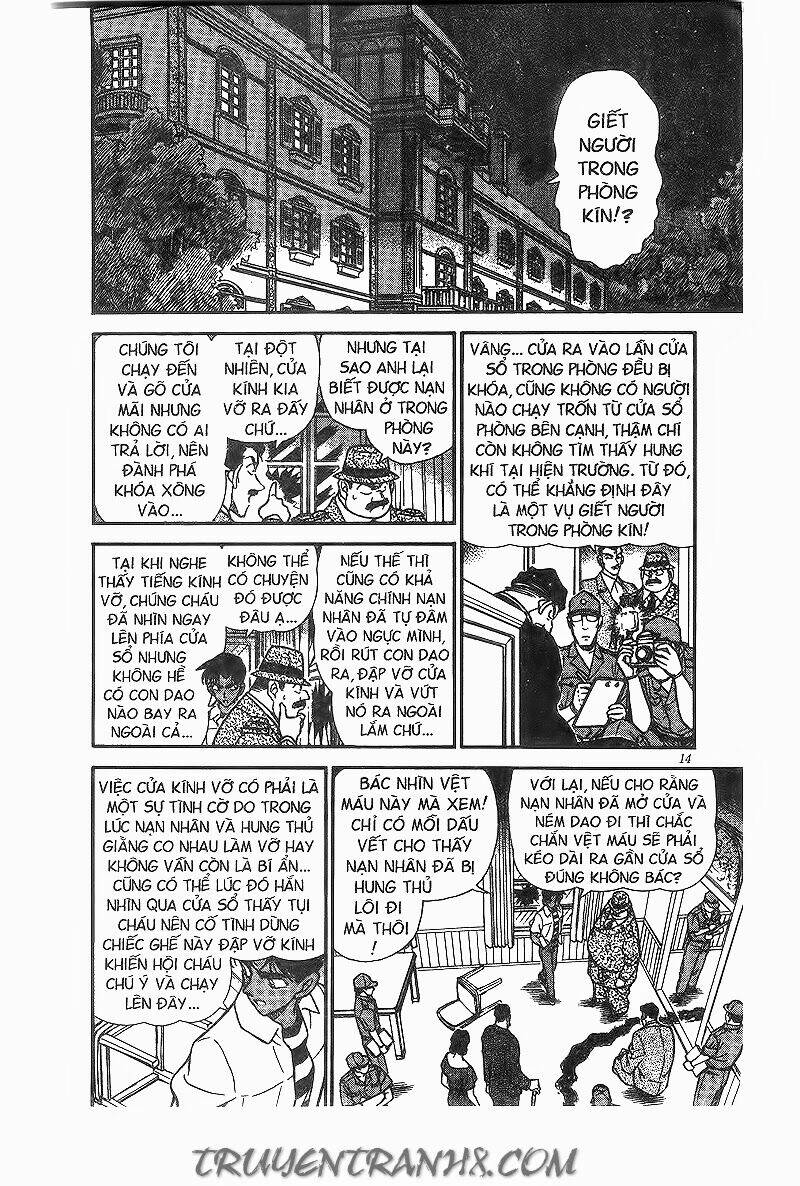 GIẾT
NGƯỜI
TRONG
PHÒNG
KÍN!?
VÂNG... CỬA RA VÀO LẪN CỬA
SỔ TRONG PHÒNG ĐỀU BỊ
KHÓA, CŨNG KHÔNG CÓ NGƯỜI
NÀO CHẠY TRỐN TỪ CỬA SỔ
PHÒNG BÊN CẠNH, THẬM CHÍ
CÒN KHÔNG TÌM THẤY HUNG
KHÍ TẠI HIỆN TRƯỜNG. TỪ ĐÓ,
CÓ THỂ KHẲNG ĐỊNH ĐÂY
LÀ MỘT VỤ GIẾT NGƯỜI
TRONG PHÒNG KÍN!
NHƯNG TẠI
SAO ANH LẠI
BIẾT ĐƯỢC NẠN
NHÂN Ở TRONG
PHÒNG
NÀY?
TẠI ĐỘT
NHIÊN, CỬA
KÍNH KIA
VỠ RA ĐẤY
CHỨ...
CHÚNG TÔI
CHẠY ĐẾN
VÀ GÕ CỬA
MÃI NHƯNG
KHÔNG CÓ AI
TRẢ LỜI, NÊN
ĐÀNH PHÁ
KHÓA XÔNG
VÀO...
NẾU THẾ THÌ
CŨNG CÓ KHẢ
NĂNG CHÍNH NẠN
NHÂN ĐÃ TỰ ĐÂM
VÀO NGỰC MÌNH,
RỒI RÚT CON DAO
RA, ĐẬP VỠ CỬA
KÍNH VÀ VỨT
NÓ RA NGOÀI
LẮM CHỨ...
KHÔNG THỂ
CÓ CHUYỆN
ĐÓ ĐƯỢC
ĐÂU Ạ...
TẠI KHI NGHE
THẤY TIẾNG KÍNH
VỠ, CHÚNG CHÁU
ĐÃ NHÌN NGAY
LÊN PHÍA CỬA
SỔ NHƯNG
KHÔNG HỀ
CÓ CON DAO
NÀO BAY RA
NGOÀI CẢ...
14
VỚI LẠI, NẾU CHO RẰNG
NẠN NHÂN ĐÃ MỞ CỬA VÀ
NÉM DAO ĐI THÌ CHẮC
CHẮN VỆT MÁU SẼ PHẢI
KÉO DÀI RA GẦN CỬA SỔ
ĐÚNG KHÔNG BÁC?
BÁC NHÌN VỆT
MÁU NÀY MÀ XEM!
CHỈ CÓ MỖI DẤU
VẾT CHO THẤY
NẠN NHÂN ĐÃ BỊ
HUNG THỦ
LÔI ĐI
MÀ THÔI
!
VIỆC CỬA KÍNH VỠ CÓ PHẢI LÀ
MỘT SỰ TÌNH CỜ DO TRONG
LÚC NẠN NHÂN VÀ HUNG THỦ
GIẰNG CO NHAU LÀM VỠ HAY
KHÔNG VẪN CÒN LÀ BÍ ẨN...
CŨNG CÓ THỂ LÚC ĐÓ HẮN
NHÌN QUA CỬA SỔ THẤY TỤI
CHÁU NÊN CỐ TÌNH DÙNG
CHIẾC GHẾ NÀY ĐẬP VỠ KÍNH
KHIẾN HỘI CHÁU
CHÚ Ý VÀ CHẠY
LÊN ĐÂY...
TRUYENTRANH8.COM